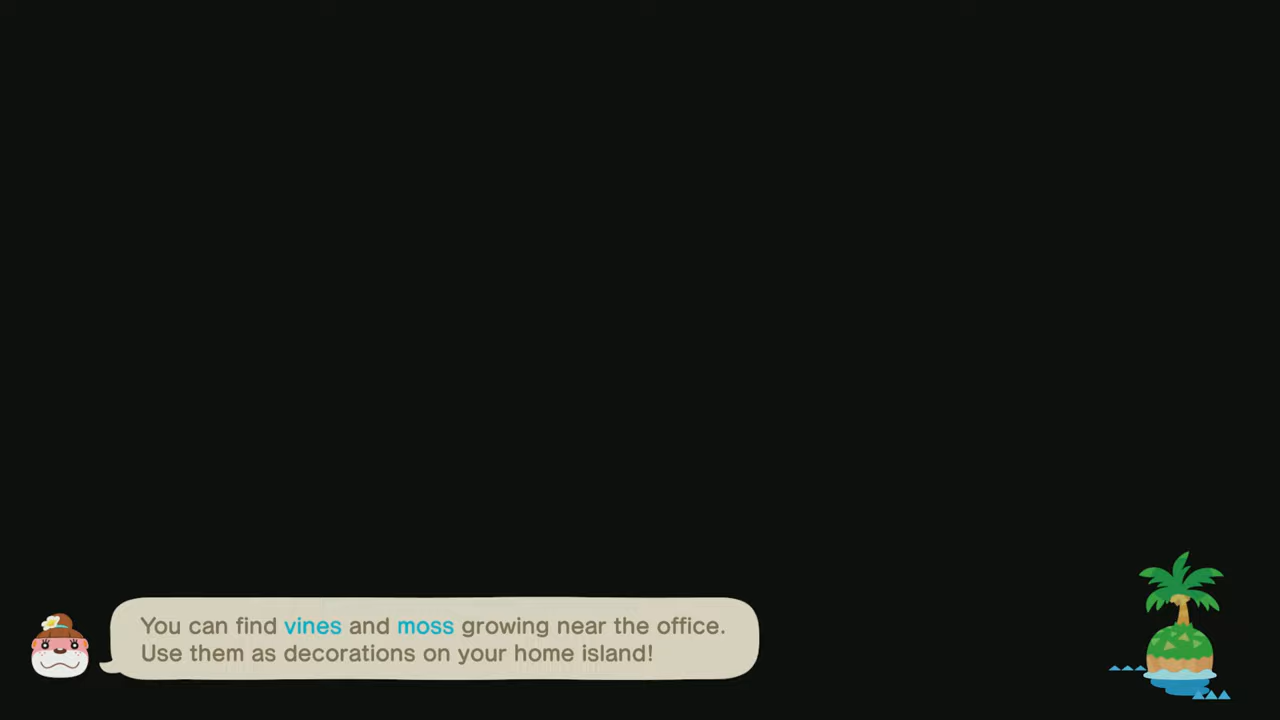 You can find vines and moss growing near the office.
Use them as decorations on your home island!